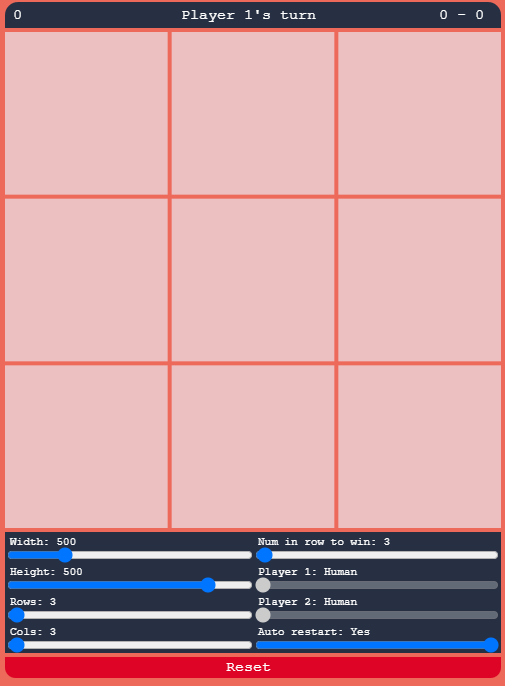 0 Player 1's turn 0 - 0
Width: 500
Num in row to win: 3
Height: 500
Player 1: Human
Rows: 3
Player 2: Human
Cols: 3
Auto restart: Yes
Reset